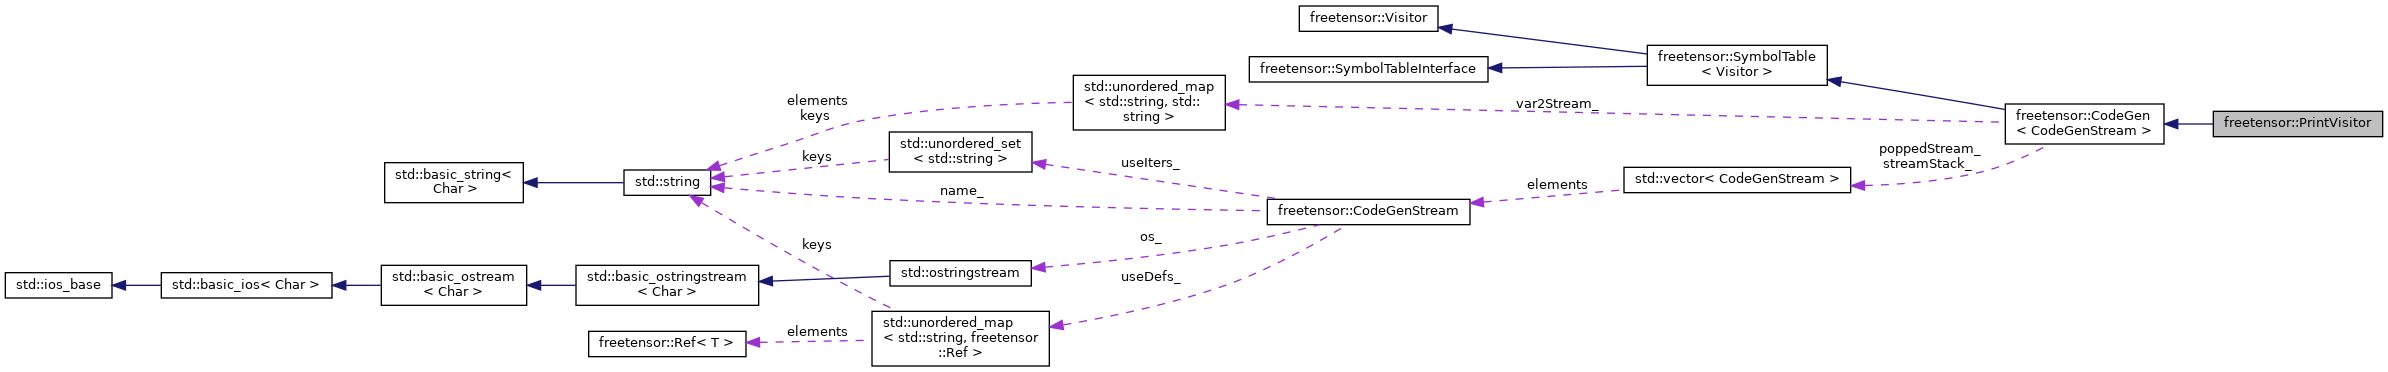 freetensor::Visitor
freetensor::SymbolTable
< Visitor >
freetensor::SymbolTableInterface
std::unordered_map
< std::string, std::
string >
elements
keys
var2Stream_
freetensor::CodeGen
< CodeGenStream >
freetensor::PrintVisitor
std::unordered_set
< std::string >
keys
useIters_
poppedStream_
streamStack_
std::basic_string<
Char >
std::string
name_
elements
std::vector< CodeGenStream >
freetensor::CodeGenStream
keys
os_
std::ios_base
std::basic_ios< Char >
std::basic_ostream
< Char >
std::basic_ostringstream
< Char >
std::ostringstream
useDefs_
elements
freetensor::Ref< T >
std::unordered_map
< std::string, freetensor
::Ref >